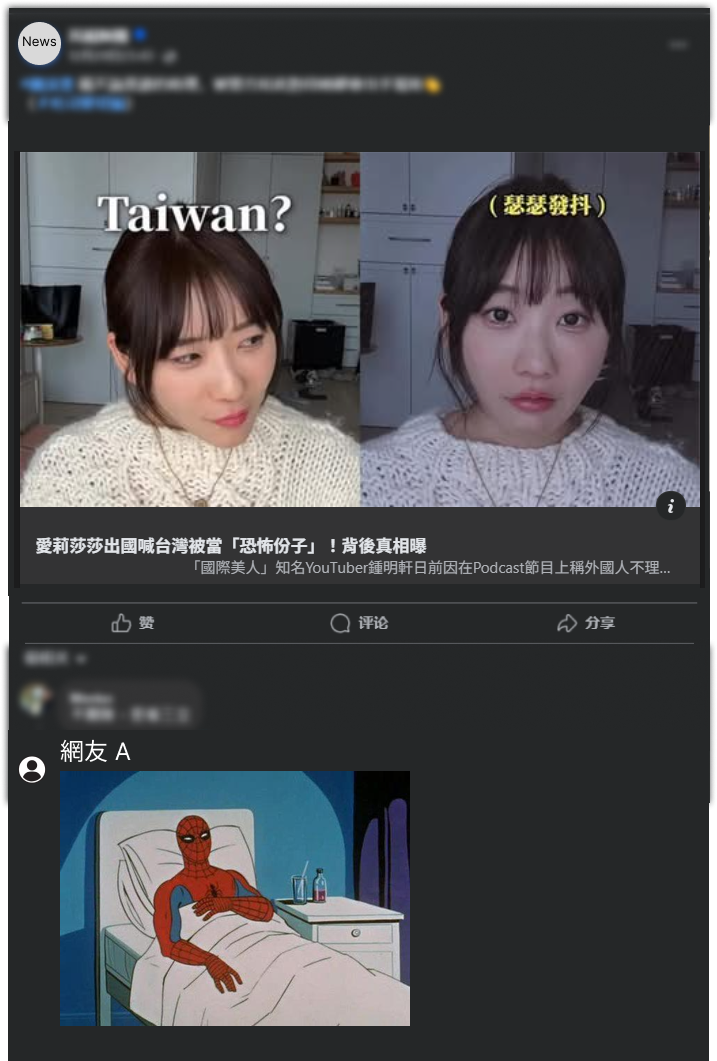 News
Taiwan?
（瑟瑟發抖）
愛莉莎莎出國喊台灣被當「恐怖份子」！背後真相曝
「國際美人」知名YouTuber鍾明軒日前因在Podcast節目上稱外國人不理...
赞
评论
分享
網友 A